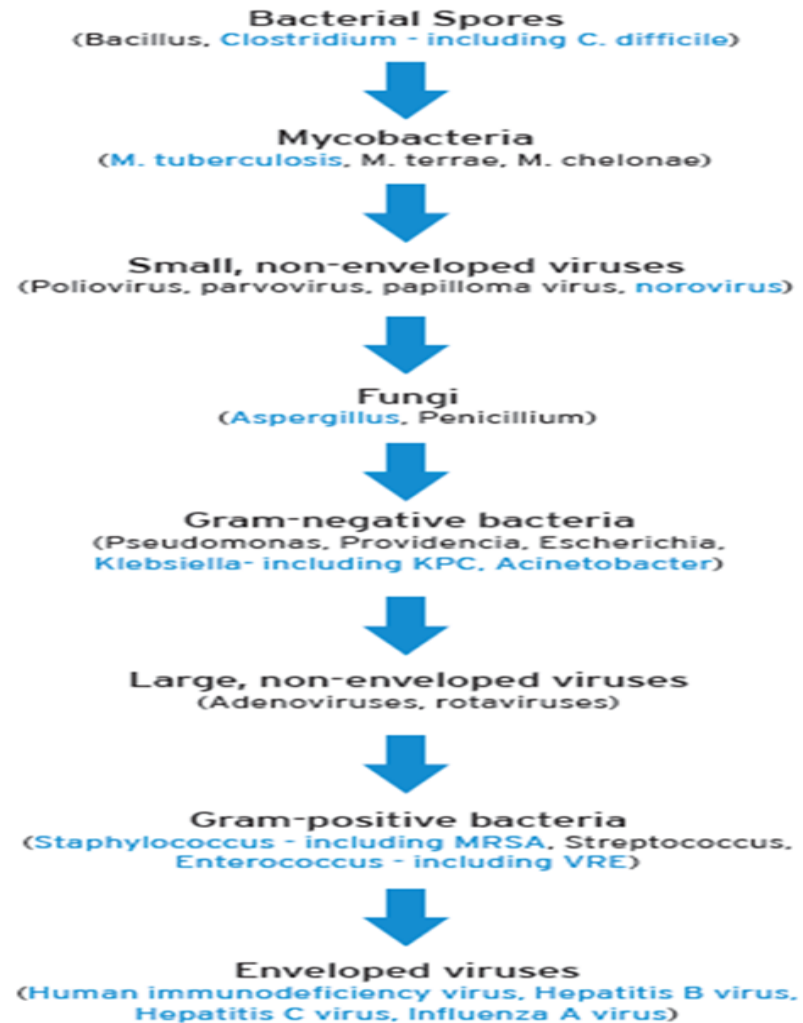 Bacterial Spores
(Bacillus, Clostridium - including C. difficile)
Mycobacteria
(M. tuberculosis, M. terrae, M. chelonae)
Small, non-enveloped viruses
(Poliovirus, parvovirus, papilloma virus, norovirus)
Fungi
(Aspergillus, Penicillium)
Gram-negative bacteria
(Pseudomonas, Providencia, Escherichia,
Klebsiella- including KPC, Acinetobacter)
Large, non-enveloped viruses
(Adenoviruses, rotaviruses)
Gram-positive bacteria
(Staphylococcus - including MRSA, Streptococcus,
Enterococcus - including VRE)
Enveloped viruses
(Human immunodeficiency virus, Hepatitis B virus,
Hepatitis C virus, Influenza A virus)